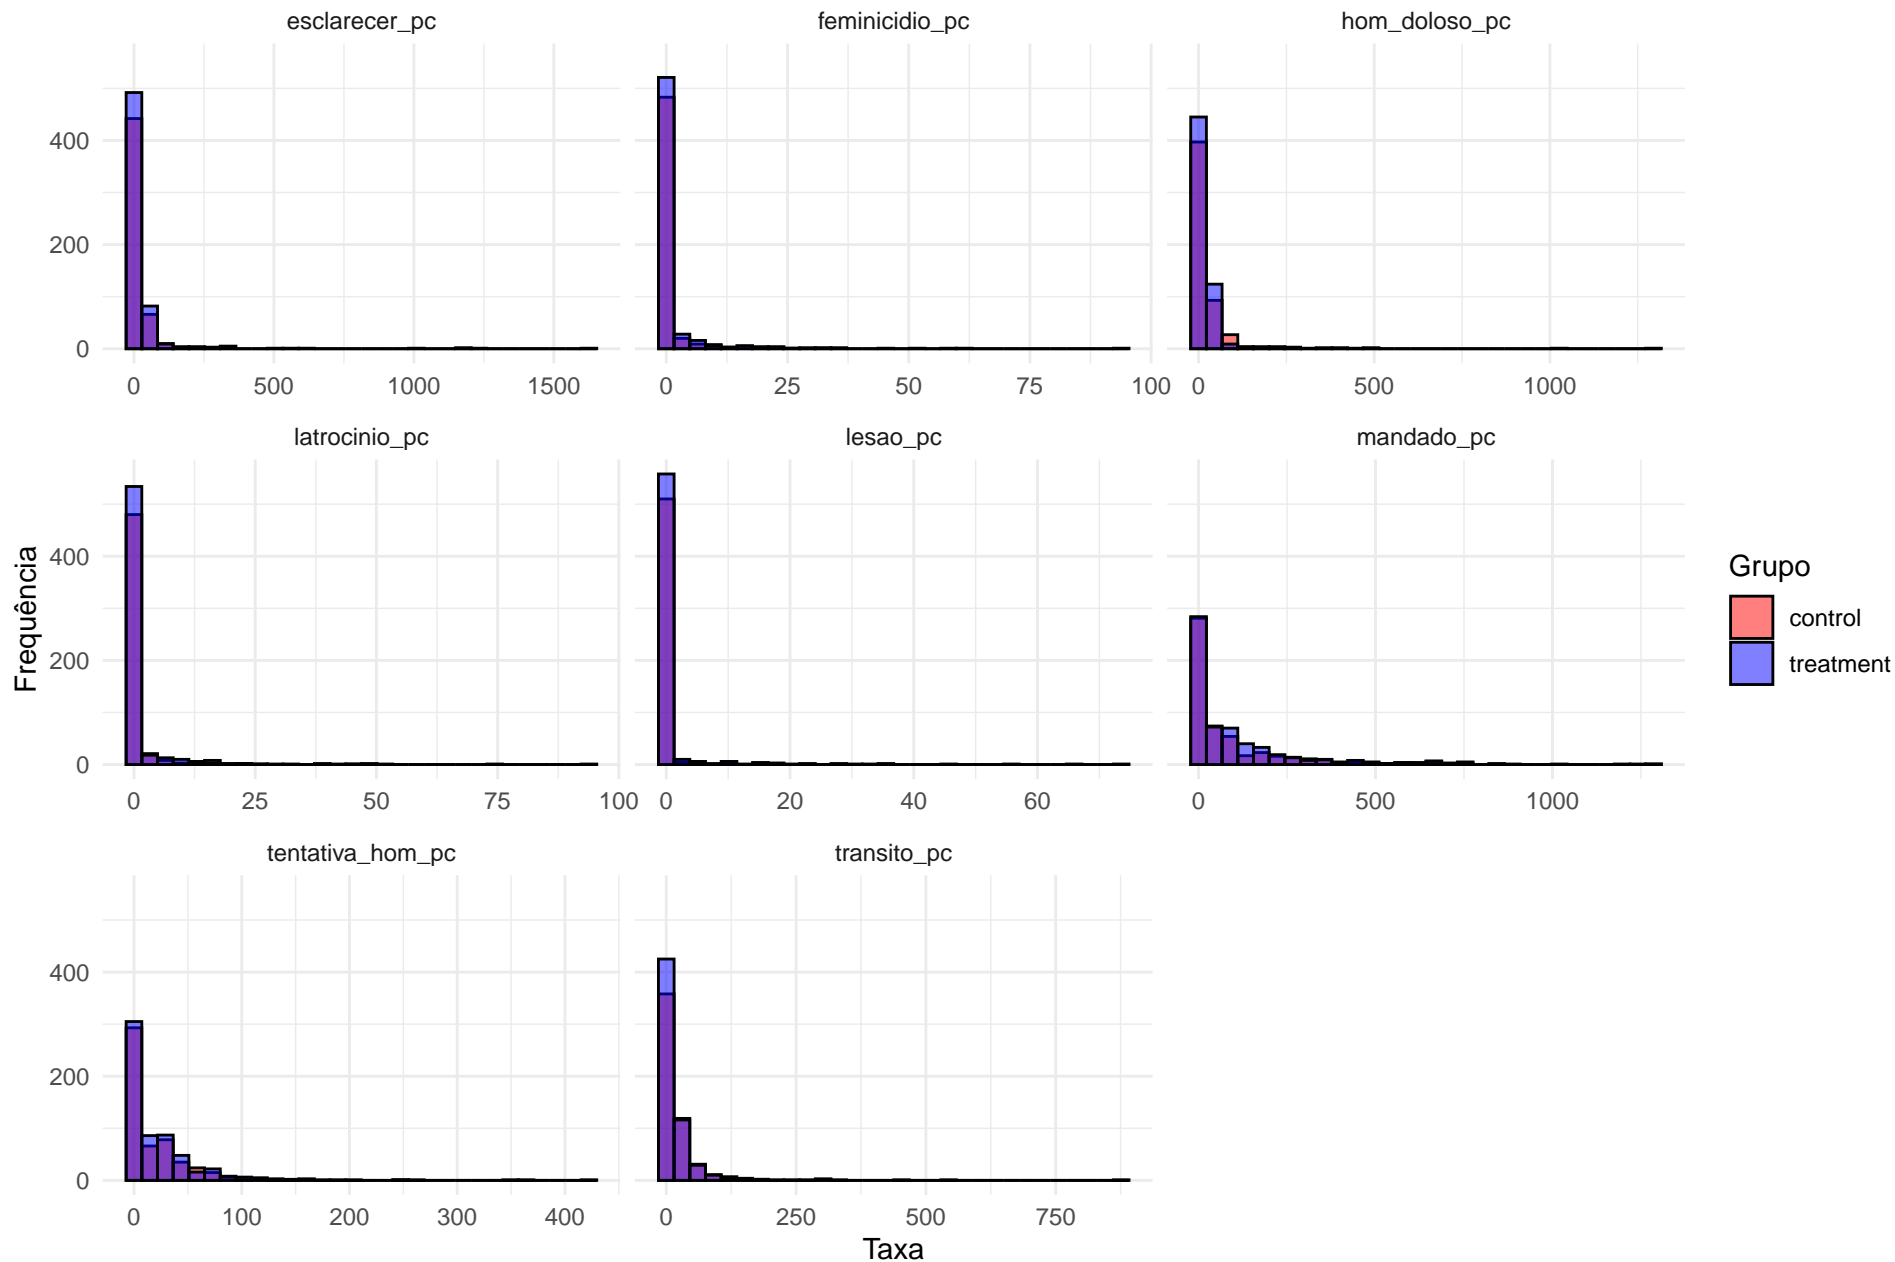 esclarecer_pc feminicidio_pc hom_doloso_pc
400
200
0
0 500 1000 1500 0 25 50 75 100 0 500 1000
latrocinio_pc lesao_pc mandado_pc
400
200
0
0 25 50 75 100 0 20 40 60 0 500 1000
tentativa_hom_pc transito_pc
400
200
0
0 100 200 300 400 0 250 500 750
Taxa
Frequência
Grupo
control
treatment